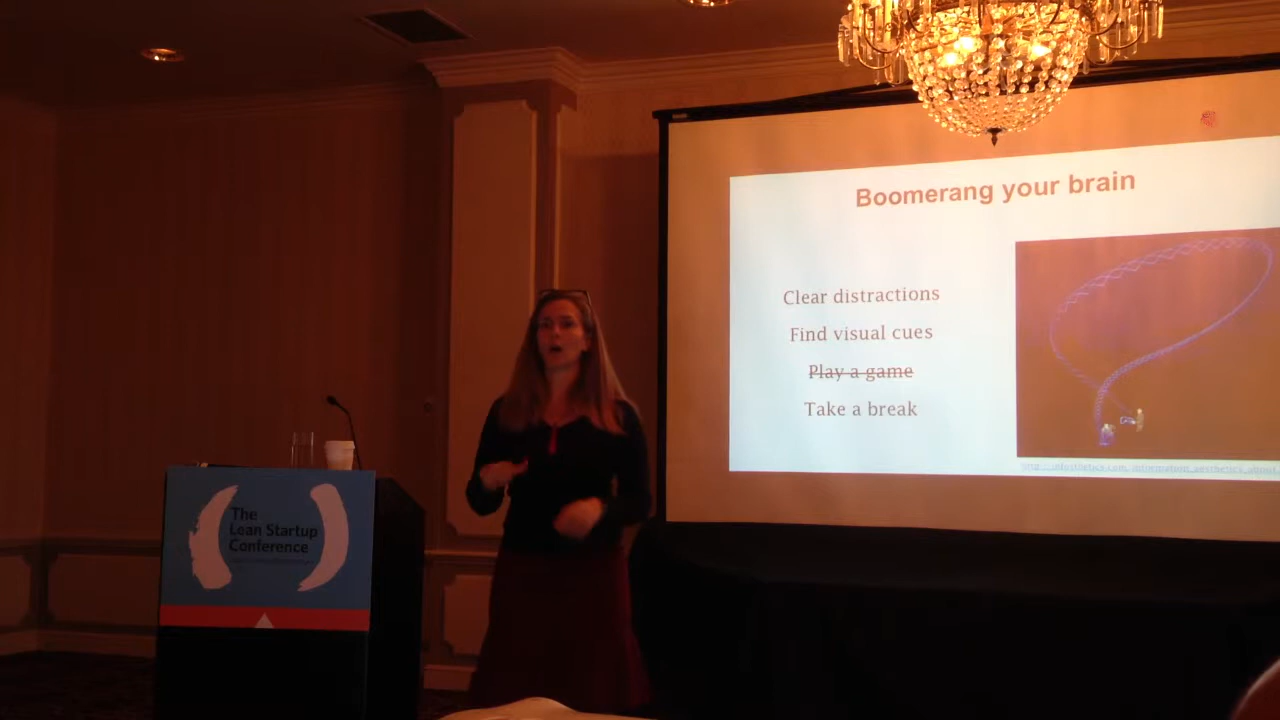 Boomerang your brain
Clear distractions
Find visual cues
Play a game
Take a break
The
Lean Startup
Conference